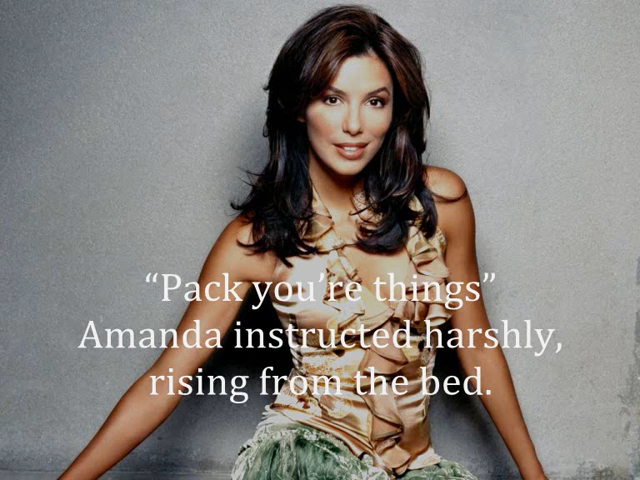 “Pack you’re things”
Amanda instructed harshly,
rising from the bed.